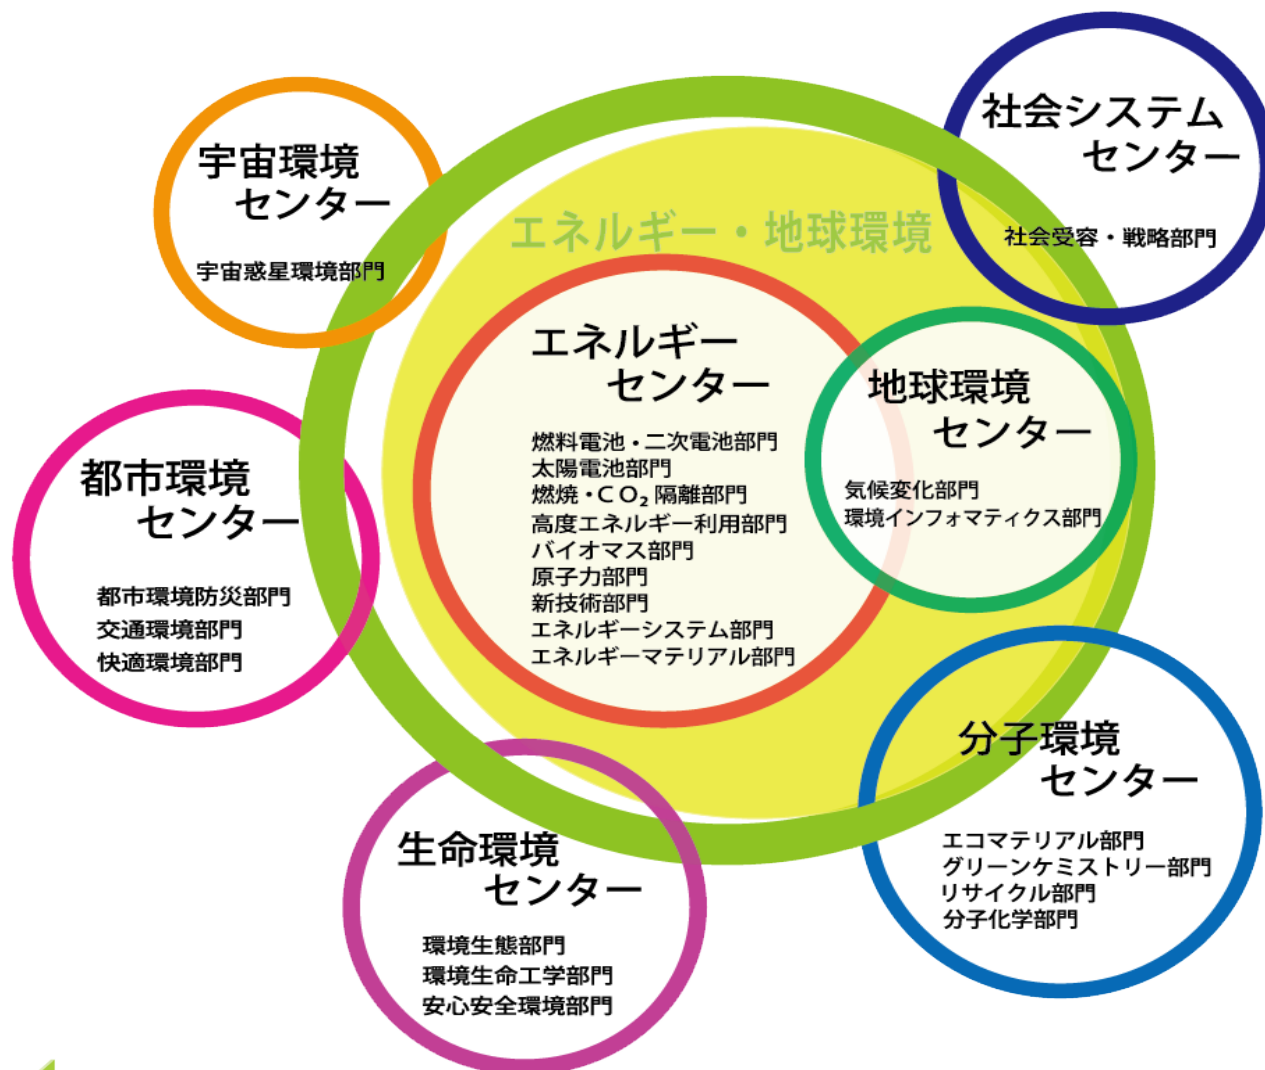 宇宙環境
センター
宇宙惑星環境部門
社会システム
センター
社会受容・戦略部門
エネルギー・地球環境
エネルギー
センター
燃料電池・二次電池部門
太陽電池部門
燃焼・CO₂隔離部門
高度エネルギー利用部門
バイオマス部門
原子力部門
新技術部門
エネルギーシステム部門
エネルギーマテリアル部門
地球環境
センター
気候変化部門
環境インフォマティクス部門
都市環境
センター
都市環境防災部門
交通環境部門
快適環境部門
分子環境
センター
エコマテリアル部門
グリーンケミストリー部門
リサイクル部門
分子化学部門
生命環境
センター
環境生態部門
環境生命工学部門
安心安全環境部門